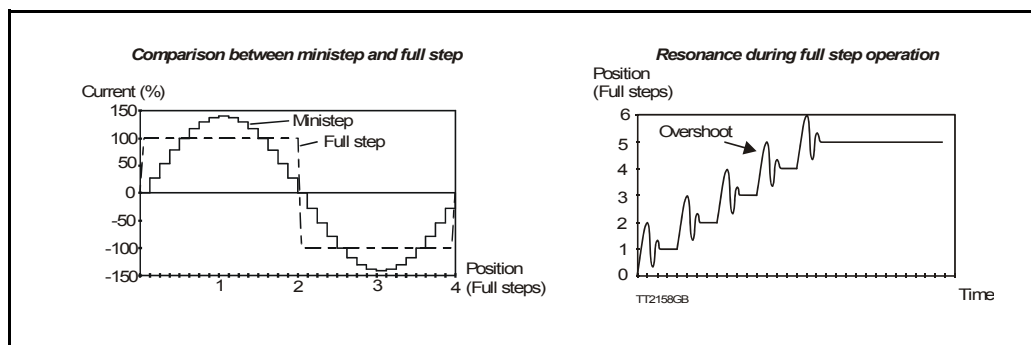 Comparison between ministep and full step
Current (%)
150
100
50
0
-50
-100
-150
Ministep
Full step
1
2
3
4
Position
(Full steps)
Resonance during full step operation
Position
(Full steps)
6
5
4
3
2
1
0
Overshoot
TT2158GB
Time